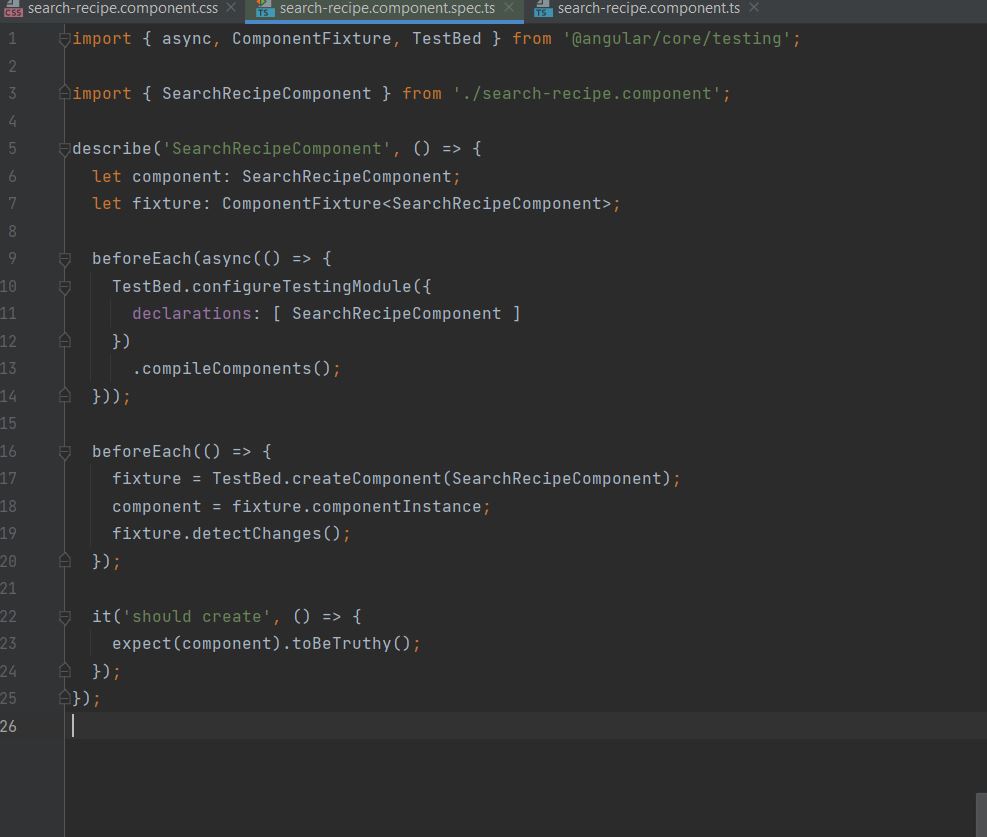 search-recipe.component.css search-recipe.component.spec.ts search-recipe.component.ts
1 import { async, ComponentFixture, TestBed } from '@angular/core/testing';
2
3 import { SearchRecipeComponent } from './search-recipe.component';
4
5 describe('SearchRecipeComponent', () => {
6   let component: SearchRecipeComponent;
7   let fixture: ComponentFixture<SearchRecipeComponent>;
8
9   beforeEach(async(() => {
10     TestBed.configureTestingModule({
11       declarations: [ SearchRecipeComponent ]
12     })
13       .compileComponents();
14   }));
15
16   beforeEach(() => {
17     fixture = TestBed.createComponent(SearchRecipeComponent);
18     component = fixture.componentInstance;
19     fixture.detectChanges();
20   });
21
22   it('should create', () => {
23     expect(component).toBeTruthy();
24   });
25 });
26